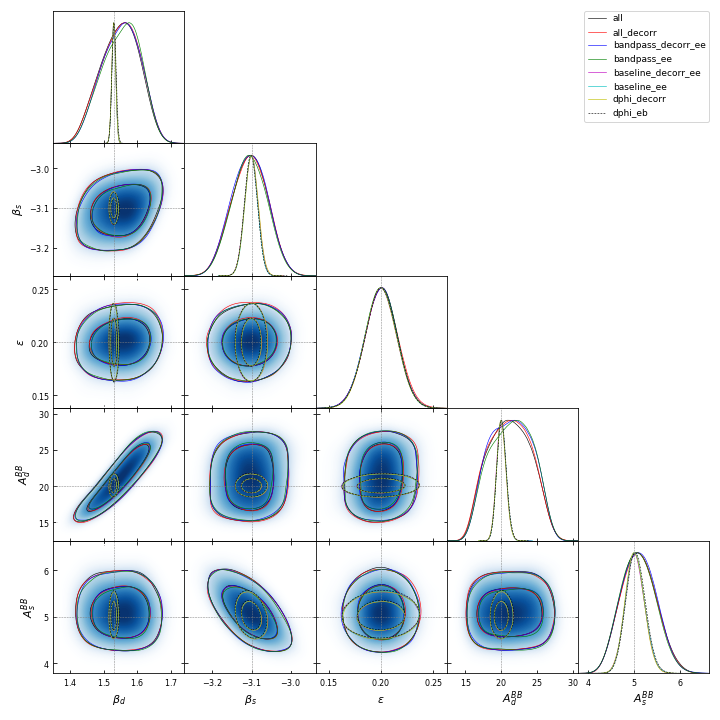 all
all_decorr
bandpass_decorr_ee
bandpass_ee
baseline_decorr_ee
baseline_ee
dphi_decorr
dphi_eb
−3.0
−3.1
−3.2
β_s
0.25
0.20
0.15
ε
30
25
20
15
A_d^{BB}
6
5
4
A_s^{BB}
1.4 1.5 1.6 1.7 −3.2 −3.1 −3.0 0.15 0.20 0.25 15 20 25 30 4 5 6
β_d β_s ε A_d^{BB} A_s^{BB}